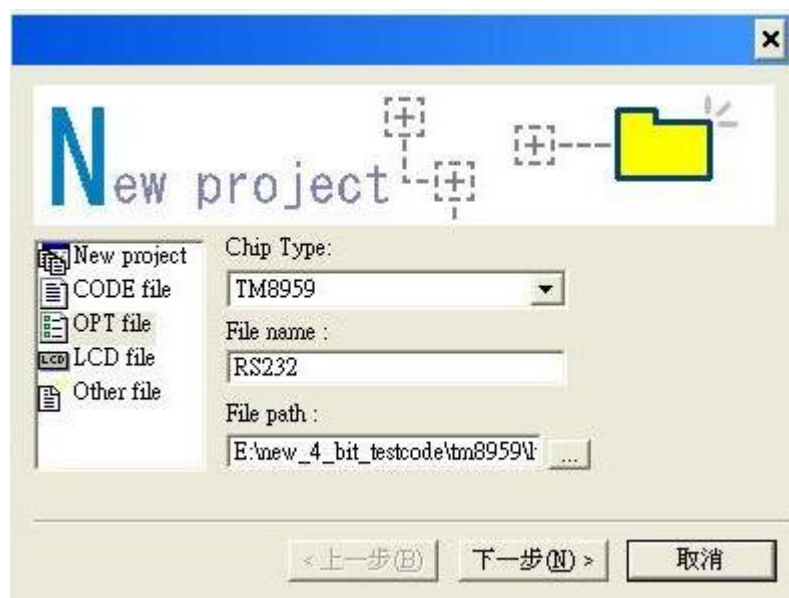 New project
New project
CODE file
OPT file
LCD LCD file
Other file
Chip Type:
TM8959
File name :
RS232
File path :
E:\new_4_bit_testcode\tm8959\
...
<上一步(B)
下一步(N) >
取消